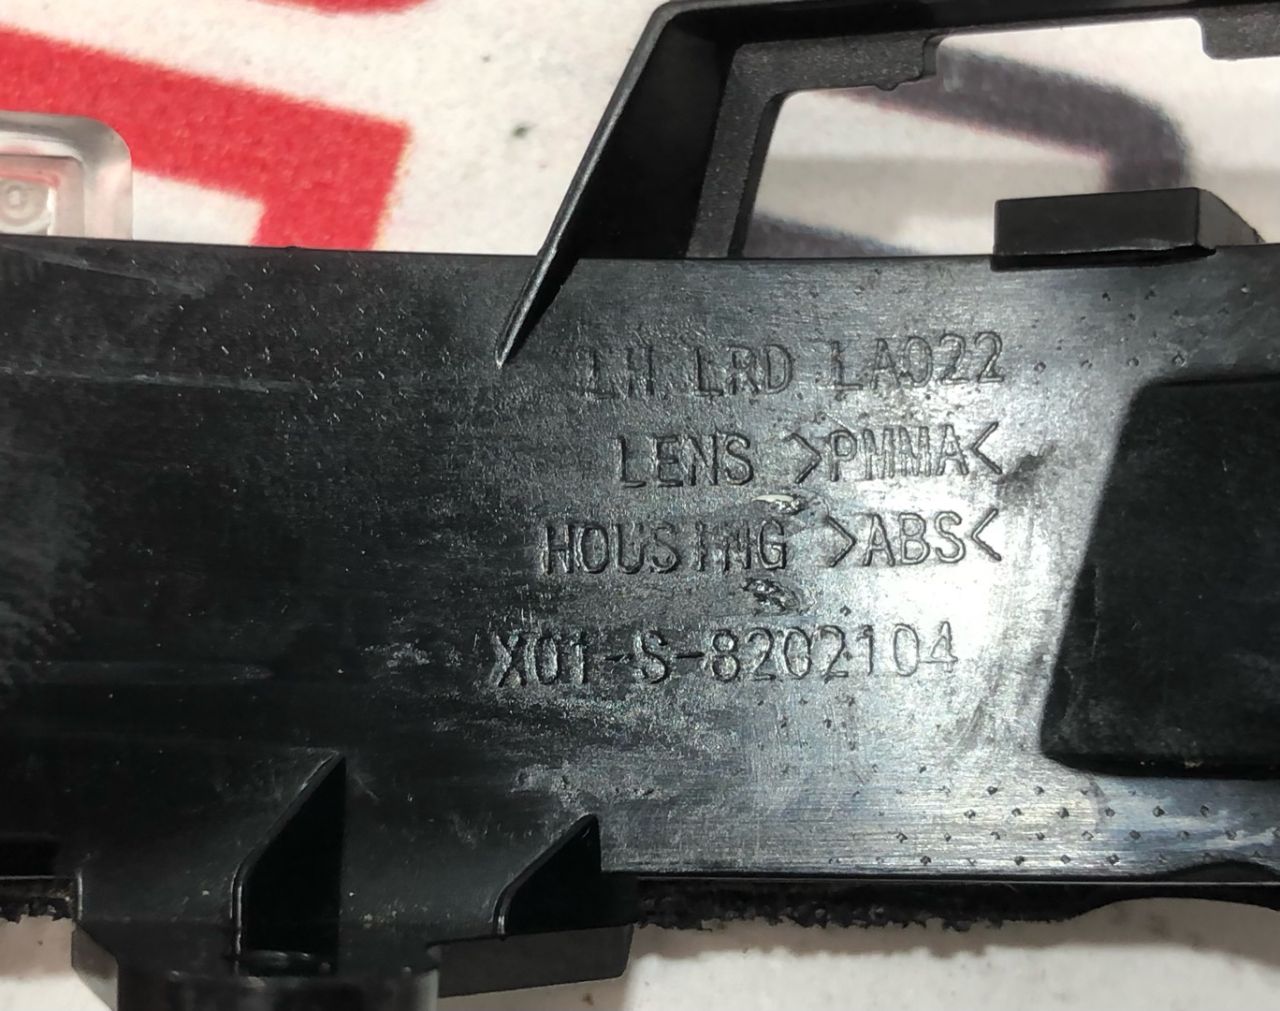 LH LRD LA022
LENS >PMMA<
HOUSING >ABS<
X01-S-8202104